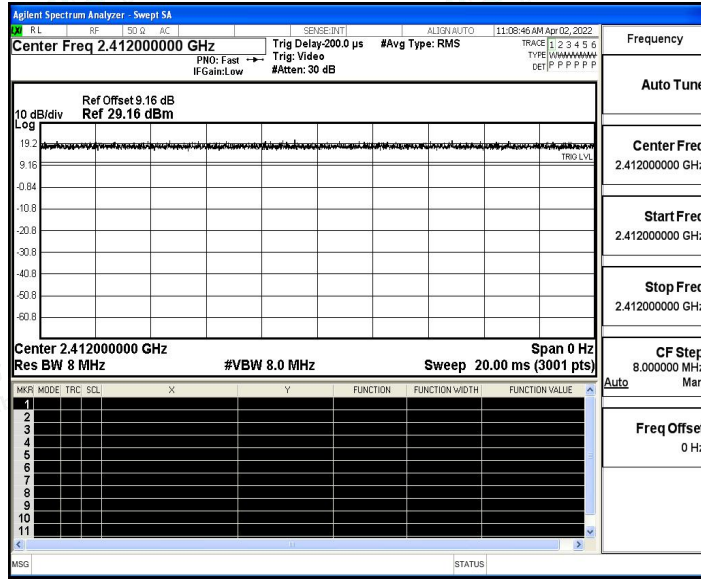 Agilent Spectrum Analyzer - Swept SA
LXI RL RF 50 Ω AC SENSE:INT ALIGN AUTO 11:08:46 AM Apr 02, 2022
Center Freq 2.412000000 GHz
PNO: Fast
IFGain:Low
Trig Delay-200.0 µs
Trig: Video
#Atten: 30 dB
#Avg Type: RMS
TRACE 1 2 3 4 5 6
TYPE WWWWWW
DET P P P P P P
10 dB/div
Log
Ref Offset 9.16 dB
Ref 29.16 dBm
19.2
9.16
-0.84
-10.8
-20.8
-30.8
-40.8
-50.8
-60.8
TRIG LVL
Center 2.412000000 GHz Span 0 Hz
Res BW 8 MHz #VBW 8.0 MHz Sweep 20.00 ms (3001 pts)
MKR MODE TRC SCL X Y FUNCTION FUNCTION WIDTH FUNCTION VALUE
1
2
3
4
5
6
7
8
9
10
11
MSG STATUS
Frequency
Auto Tune
Center Freq
2.412000000 GHz
Start Freq
2.412000000 GHz
Stop Freq
2.412000000 GHz
CF Step
8.000000 MHz
Auto Man
Freq Offset
0 Hz